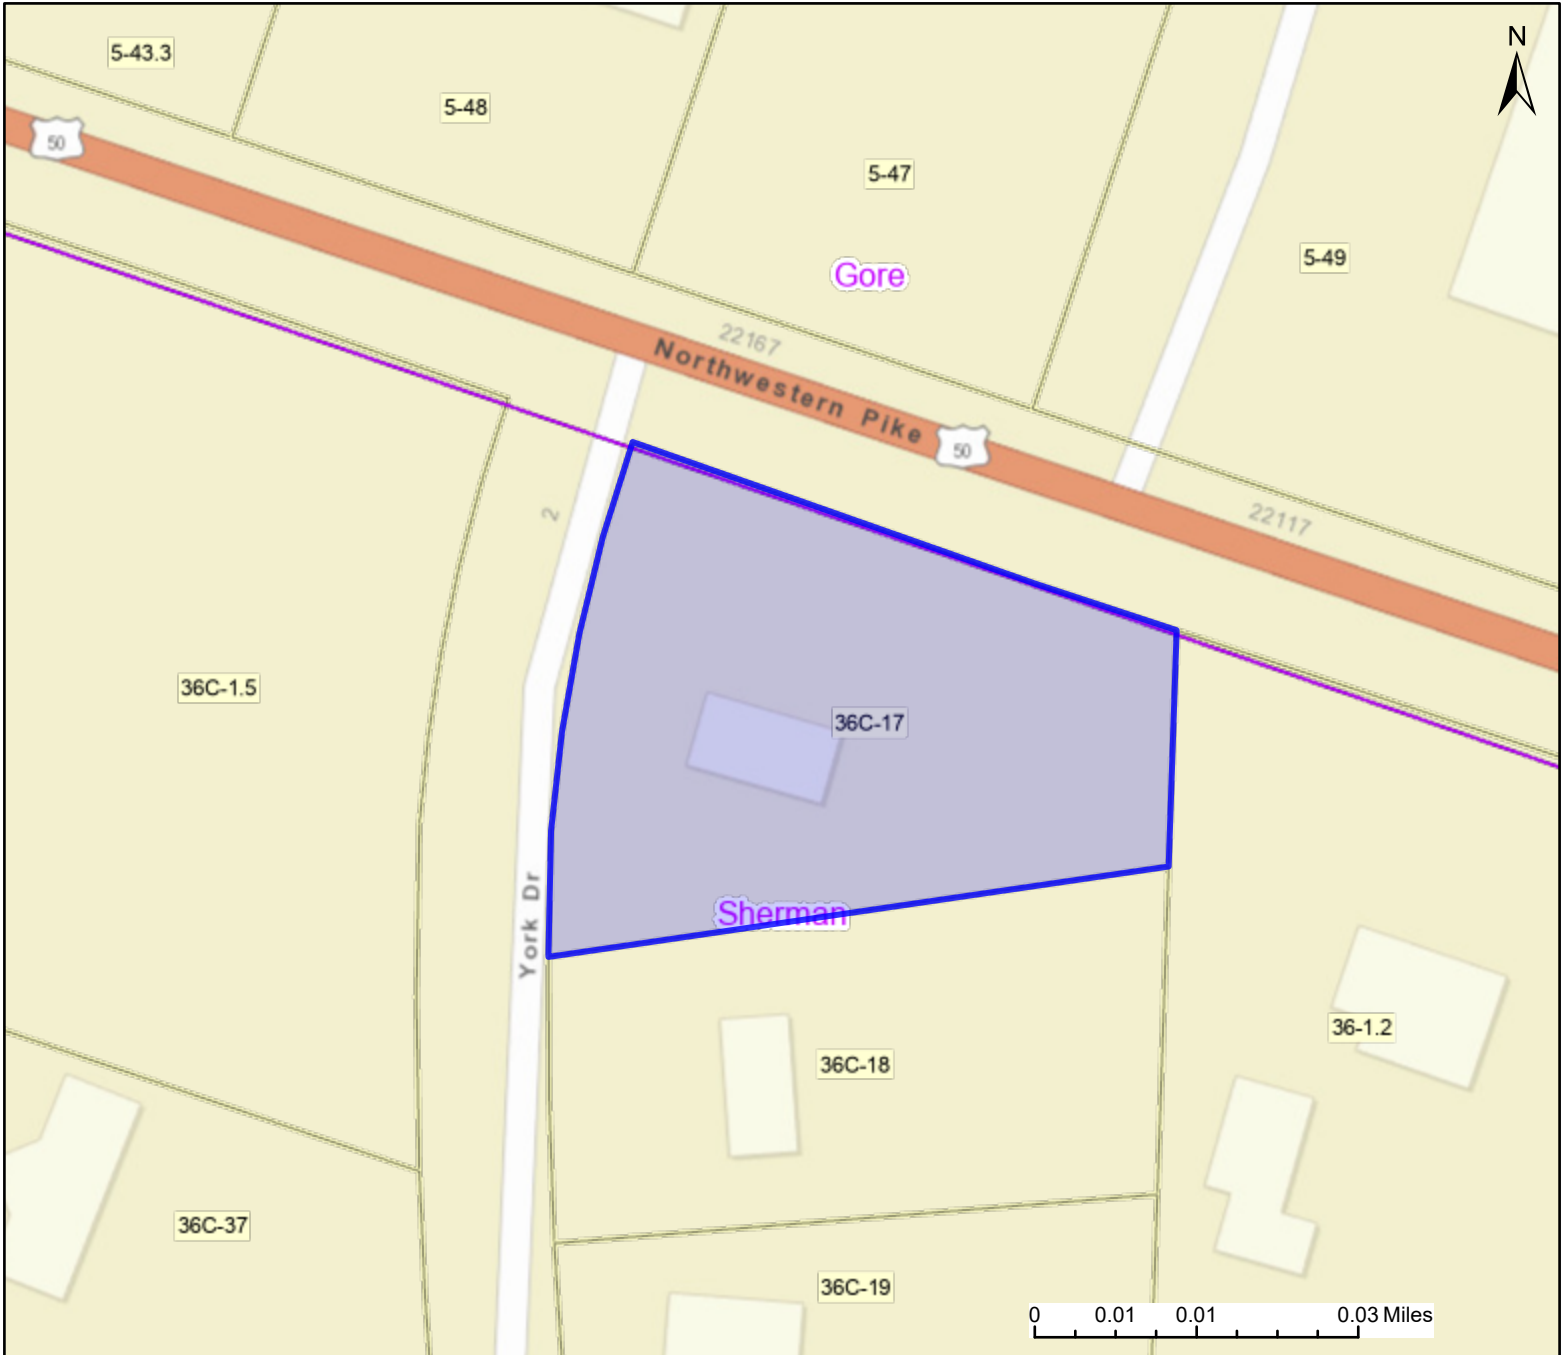 N
5-43.3
5-48
50
5-47
5-49
Gore
22167
Northwestern Pike
50
2
22117
36C-1.5
36C-17
York Dr
Sherman
36-1.2
36C-18
36C-37
36C-19
0 0.01 0.01 0.03 Miles